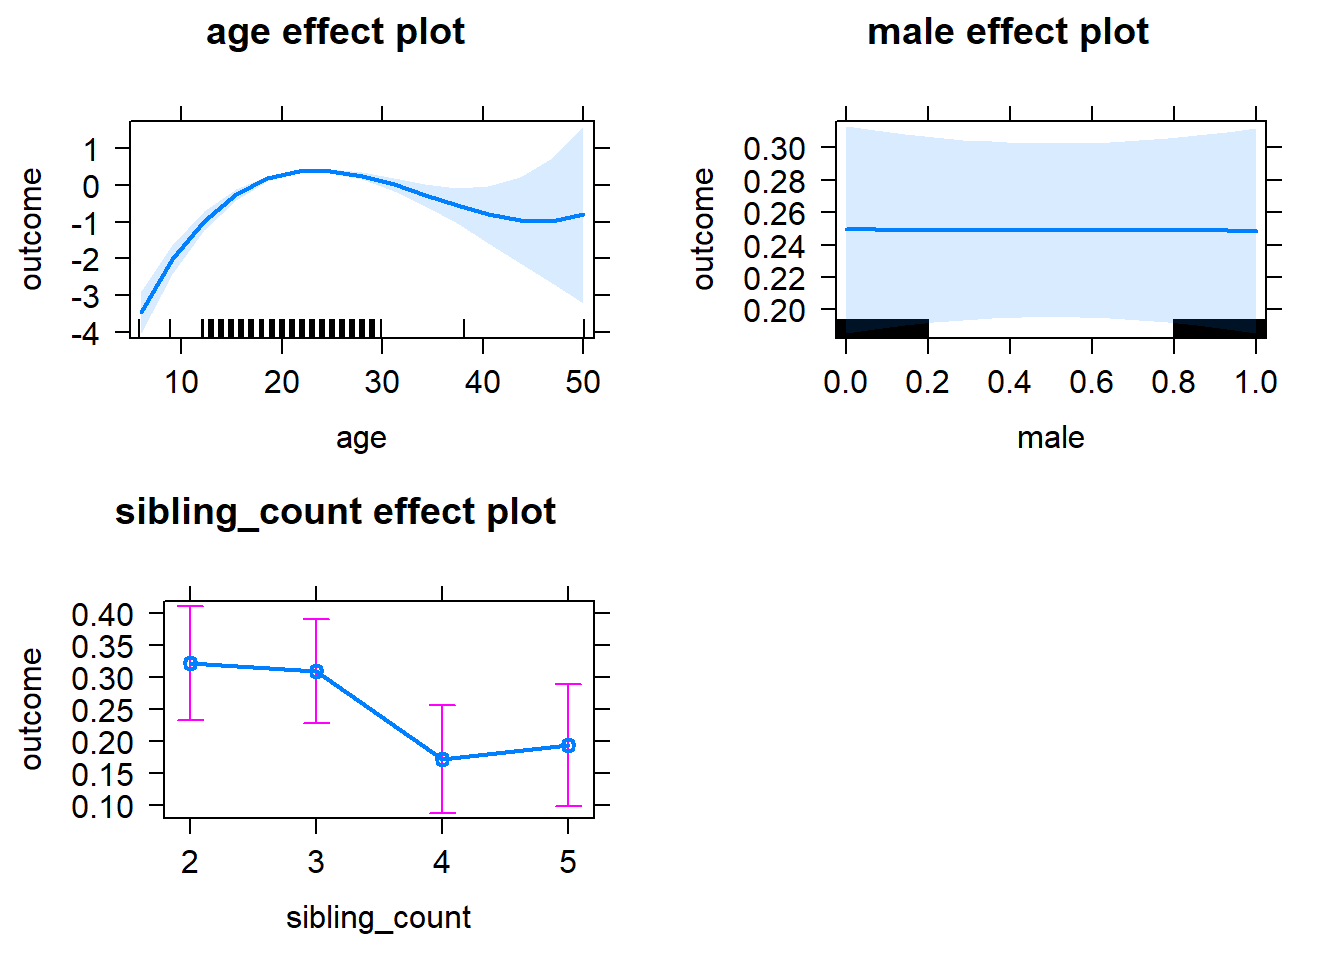 age effect plot
outcome
1
0
-1
-2
-3
-4
10 20 30 40 50
age
male effect plot
outcome
0.30
0.28
0.26
0.24
0.22
0.20
0.0 0.2 0.4 0.6 0.8 1.0
male
sibling_count effect plot
outcome
0.40
0.35
0.30
0.25
0.20
0.15
0.10
2 3 4 5
sibling_count